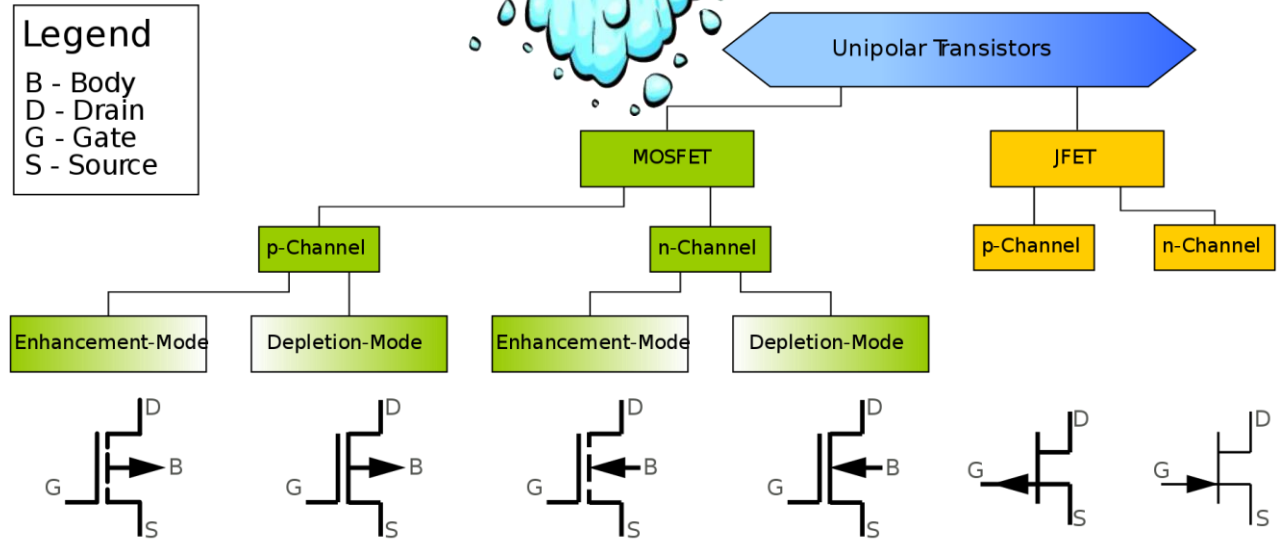 Legend
B - Body
D - Drain
G - Gate
S - Source
Unipolar Transistors
MOSFET
JFET
p-Channel
n-Channel
p-Channel
n-Channel
Enhancement-Mode
Depletion-Mode
Enhancement-Mode
Depletion-Mode
D
B
G
S
D
B
G
S
D
B
G
S
D
B
G
S
D
G
S
D
G
S